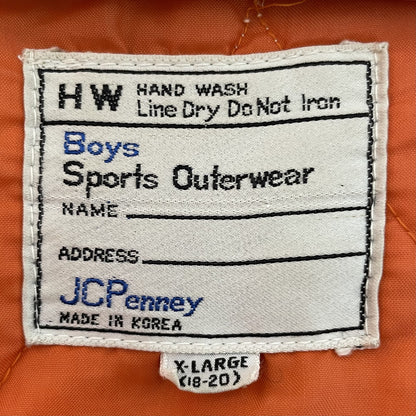 HW HAND WASH
Line Dry Do Not Iron
Boys
Sports Outerwear
NAME
ADDRESS
JCPenney
MADE IN KOREA
X-LARGE
(18-20)